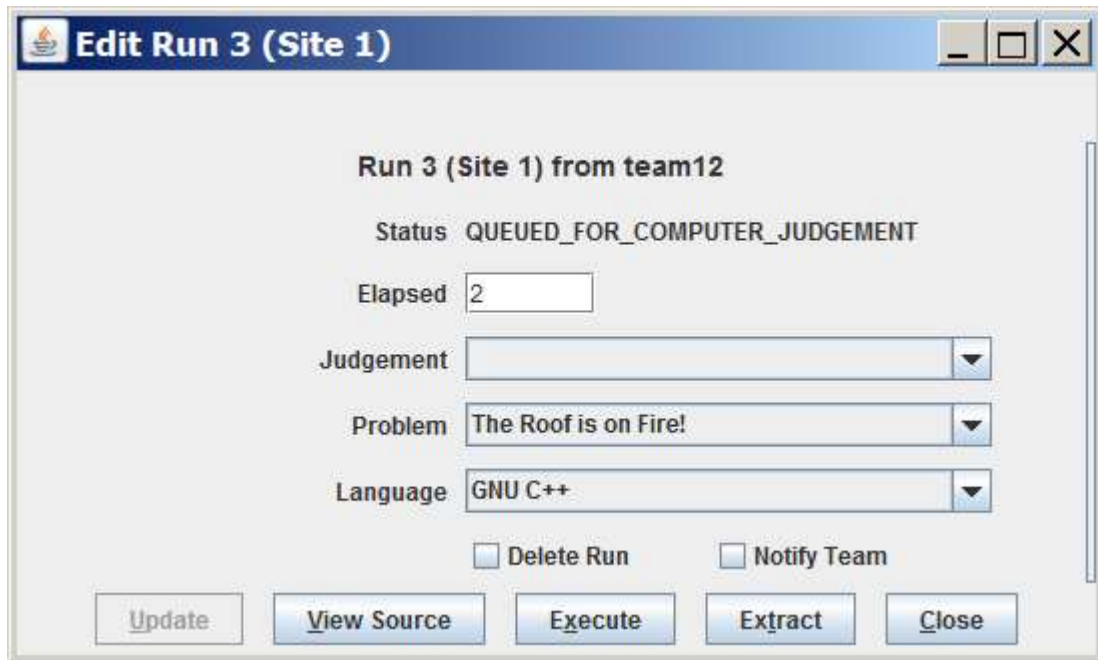 Edit Run 3 (Site 1)
Run 3 (Site 1) from team12
Status QUEUED_FOR_COMPUTER_JUDGEMENT
Elapsed 2
Judgement
Problem The Roof is on Fire!
Language GNU C++
Delete Run Notify Team
Update View Source Execute Extract Close